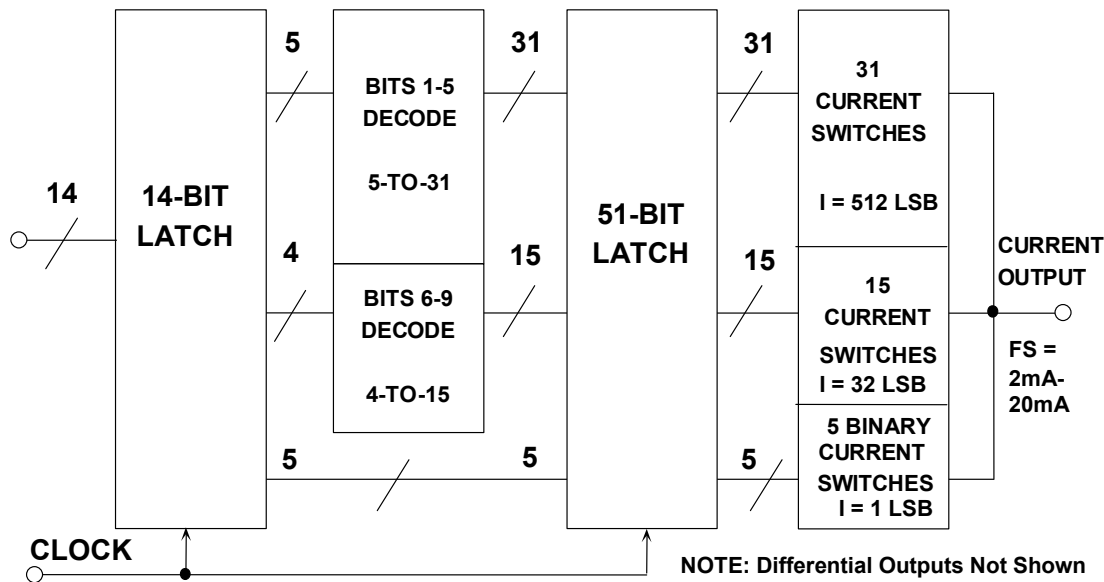 5
31
31
BITS 1-5
DECODE
5-TO-31
31
CURRENT
SWITCHES
I = 512 LSB
14
14-BIT
LATCH
51-BIT
LATCH
4
15
15
BITS 6-9
DECODE
4-TO-15
15
CURRENT
SWITCHES
I = 32 LSB
CURRENT
OUTPUT
FS =
2mA-
20mA
5
5
5
5 BINARY
CURRENT
SWITCHES
I = 1 LSB
CLOCK
NOTE: Differential Outputs Not Shown